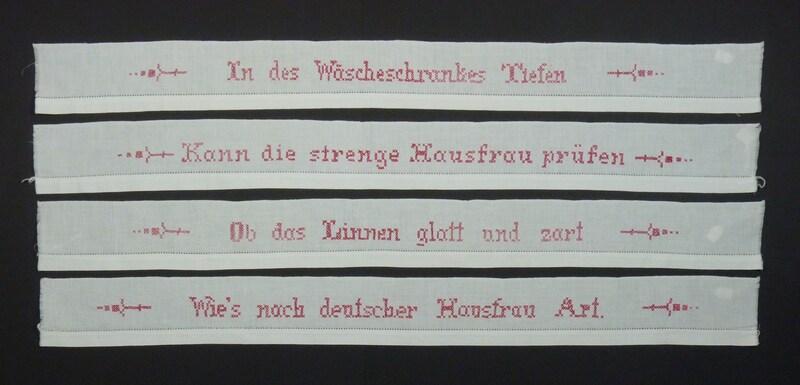 In des Wäscheschrankes Tiefen
Kann die strenge Hausfrau prüfen
Ob das Linnen glatt und zart
Wie's nach deutscher Hausfrau Art.